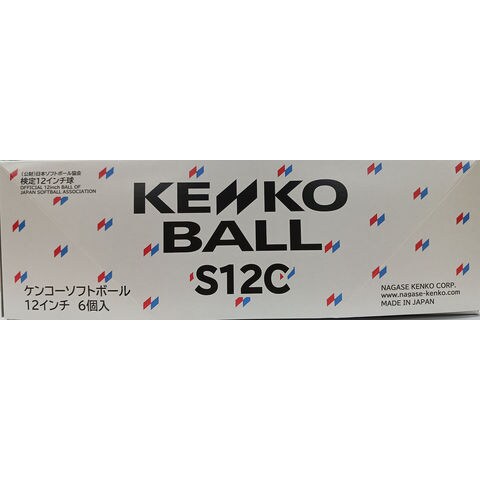 (公財)日本ソフトボール協会
検定12インチ球
OFFICIAL 12inch BALL OF
JAPAN SOFTBALL ASSOCIATION
KENKO
BALL
S12C
ケンコーソフトボール
12インチ 6個入
NAGASE KENKO CORP.
www.nagase-kenko.com
MADE IN JAPAN